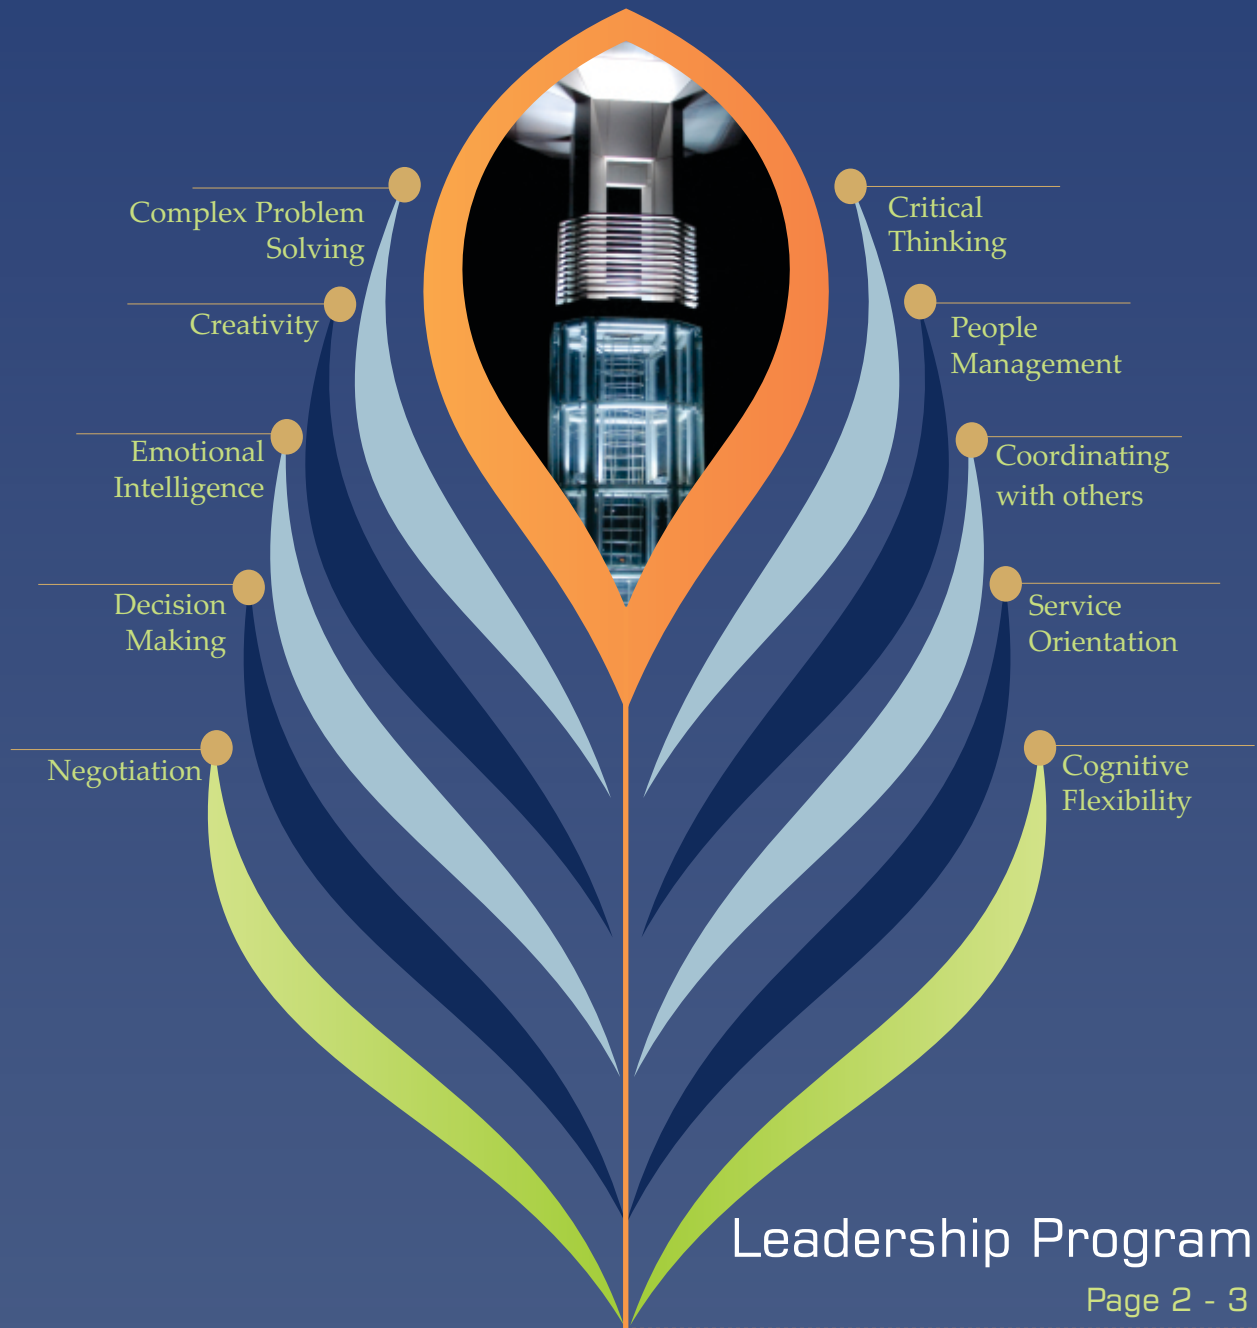 Complex Problem
Solving
Creativity
Emotional
Intelligence
Decision
Making
Negotiation
Critical
Thinking
People
Management
Coordinating
with others
Service
Orientation
Cognitive
Flexibility
Leadership Program
Page 2 - 3